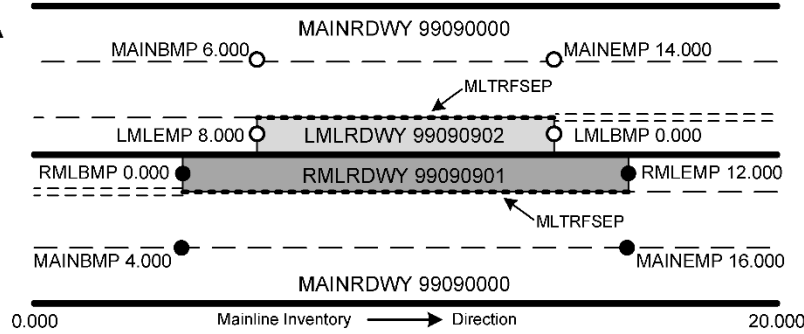 A
MAINRDWY 99090000
MAINBMP 6.000
MAINEMP 14.000
MLTRFSEP
LMLEMP 8.000
LMLRDWY 99090902
LMLBMP 0.000
RMLBMP 0.000
RMLRDWY 99090901
RMLEMP 12.000
MLTRFSEP
MAINBMP 4.000
MAINEMP 16.000
MAINRDWY 99090000
0.000
Mainline Inventory
Direction
20.000